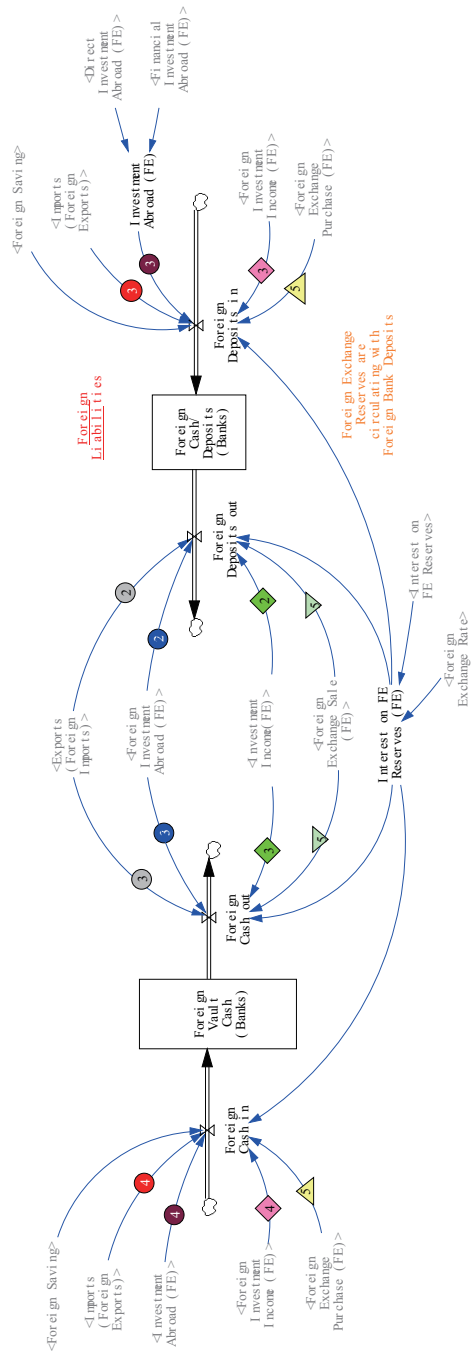 <Foreign Saving>
<Imports
(Foreign
Exports)>
<Investment
Abroad (FE)>
4
4
Foreign
Cash in
4
5
<Foreign
Investment
Income (FE)>
<Foreign
Exchange
Purchase (FE)>
Foreign
Vault
Cash
(Banks)
<Exports
(Foreign
Imports)>
3
2
<Foreign
Investment
Abroad (FE)>
3
2
Foreign
Cash out
<Investment
Income(FE)>
3
2
<Foreign
Exchange Sale
(FE)>
5
5
Foreign
Deposits out
Interest on FE
Reserves (FE)
<Interest on
FE Reserves>
<Foreign
Exchange Rate>
Foreign
Liabilities
Foreign
Cash/
Deposits
(Banks)
<Foreign Saving>
<Imports
(Foreign
Exports)>
3
Investment
Abroad (FE)
3
<Direct
Investment
Abroad (FE)>
<Financial
Investment
Abroad (FE)>
Foreign
Deposits in
3
<Foreign
Investment
Income (FE)>
5
<Foreign
Exchange
Purchase (FE)>
Foreign Exchange
Reserves are
circulating with
Foreign Bank Deposits